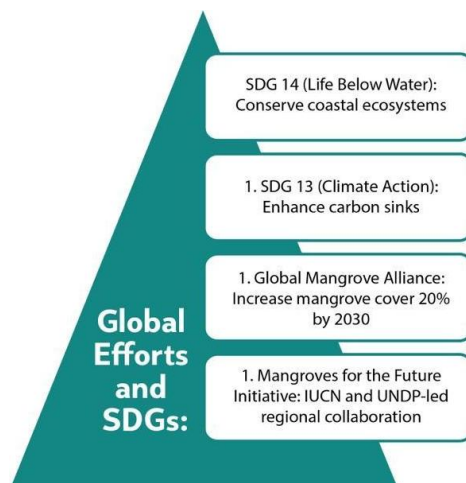 SDG 14 (Life Below Water):
Conserve coastal ecosystems
1. SDG 13 (Climate Action):
Enhance carbon sinks
1. Global Mangrove Alliance:
Increase mangrove cover 20%
by 2030
1. Mangroves for the Future
Initiative: IUCN and UNDP-led
regional collaboration
Global
Efforts
and
SDGs: